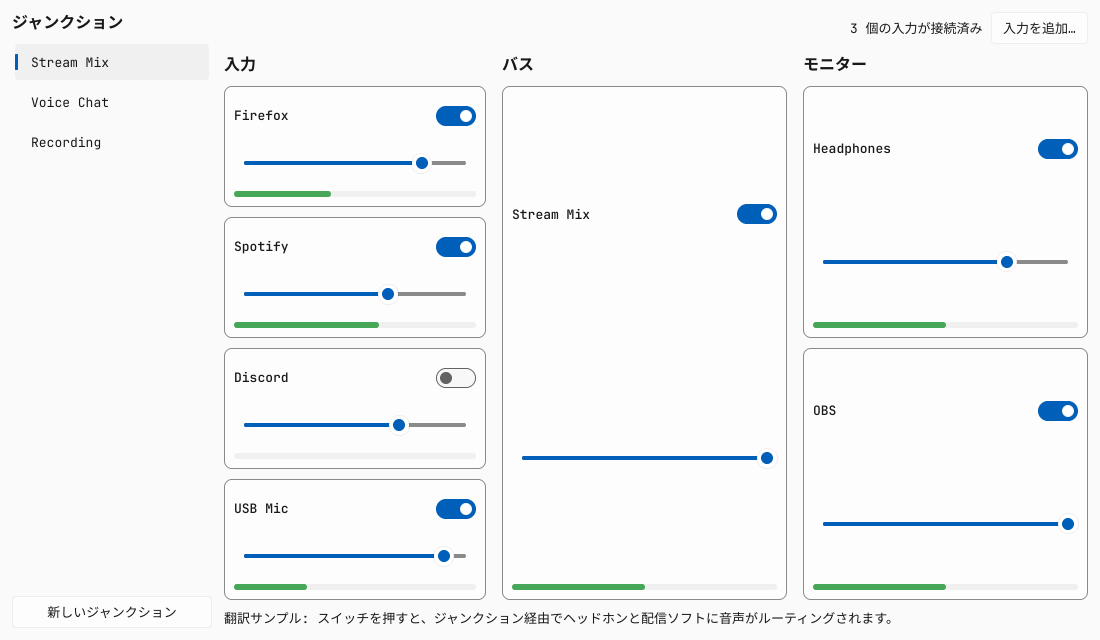 ジャンクション
3 個の入力が接続済み
入力を追加…
Stream Mix
Voice Chat
Recording
新しいジャンクション
入力
Firefox
Spotify
Discord
USB Mic
バス
Stream Mix
モニター
Headphones
OBS
翻訳サンプル: スイッチを押すと、ジャンクション経由でヘッドホンと配信ソフトに音声がルーティングされます。